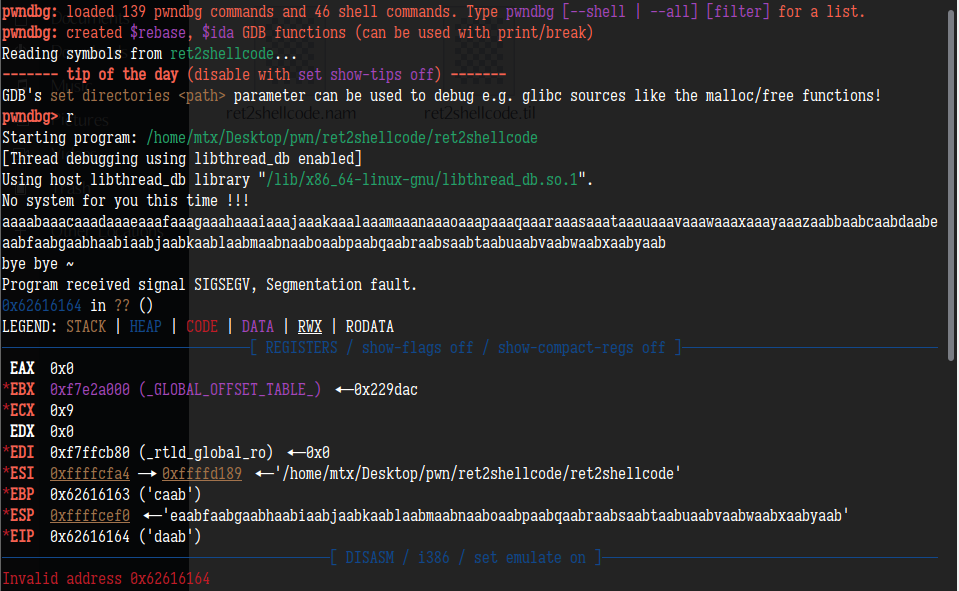 pwndbg: loaded 139 pwndbg commands and 46 shell commands. Type pwndbg [--shell | --all] [filter] for a list.
pwndbg: created $rebase, $ida GDB functions (can be used with print/break)
Reading symbols from ret2shellcode...
------- tip of the day (disable with set show-tips off) -------
GDB's set directories <path> parameter can be used to debug e.g. glibc sources like the malloc/free functions!
ret2shellcode.nam ret2shellcode.til
pwndbg> r
Starting program: /home/mtx/Desktop/pwn/ret2shellcode/ret2shellcode
[Thread debugging using libthread_db enabled]
Using host libthread_db library "/lib/x86_64-linux-gnu/libthread_db.so.1".
No system for you this time !!!
aaaabaaacaaadaaaeaaafaaagaaahaaaiaaajaaakaaalaaamaaanaaaoaaapaaaqaaaraaasaaataaauaaavaaawaaaxaaayaaazaabbaabcaabdaabe
aabfaabgaabhaabiaabjaabkaablaabmaabnaaboaabpaabqaabraabsaabtaabuaabvaabwaabxaabyaab
bye bye ~
Program received signal SIGSEGV, Segmentation fault.
0x62616164 in ?? ()
LEGEND: STACK | HEAP | CODE | DATA | RWX | RODATA
[ REGISTERS / show-flags off / show-compact-regs off ]
EAX 0x0
*EBX 0xf7e2a000 (_GLOBAL_OFFSET_TABLE_) ◂— 0x229dac
*ECX 0x9
EDX 0x0
*EDI 0xf7ffcb80 (_rtld_global_ro) ◂— 0x0
*ESI 0xffffcfa4 —▸ 0xffffd189 ◂— '/home/mtx/Desktop/pwn/ret2shellcode/ret2shellcode'
*EBP 0x62616163 ('caab')
*ESP 0xffffcef0 ◂— 'eaabfaabgaabhaabiaabjaabkaablaabmaabnaaboaabpaabqaabraabsaabtaabuaabvaabwaabxaabyaab'
*EIP 0x62616164 ('daab')
[ DISASM / i386 / set emulate on ]
Invalid address 0x62616164